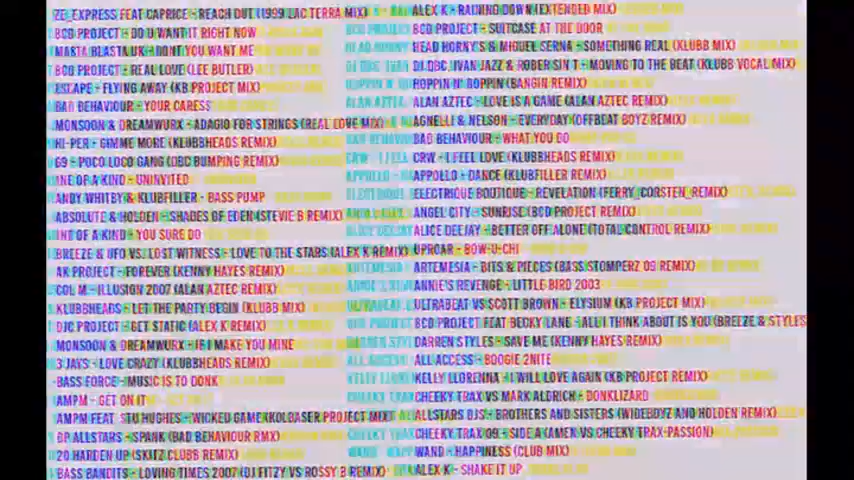 ZE_EXPRESS FEAT CAPRICE - REACH OUT (1999 LAC TERRA MIX)
BCD PROJECT - DO U WANT IT RIGHT NOW
MASTA BLASTA UK - DONT YOU WANT ME
BCD PROJECT - REAL LOVE (LEE BUTLER)
ESCAPE - FLYING AWAY (KB PROJECT MIX)
BAD BEHAVIOUR - YOUR CARESS
MONSOON & DREAMWURX - ADAGIO FOR STRINGS (REAL LOVE MIX)
HI-PER - GIMME MORE (KLUBBHEADS REMIX)
69 - POCO LOCO GANG (DBC BUMPING REMIX)
INE OF A KIND - UNINVITED
ANDY WHITBY & KLUBFILLER - BASS PUMP
ABSOLUTE & HOLDEN - SHADES OF EDEN (STEVIE B REMIX)
INE OF A KIND - YOU SURE DO
BREEZE & UFO VS. LOST WITNESS - LOVE TO THE STARS (ALEX K REMIX)
AK PROJECT - FOREVER (KENNY HAYES REMIX)
COL M - ILLUSION 2007 (ALAN AZTEC REMIX)
KLUBBHEADS - LET THE PARTY BEGIN (KLUBB MIX)
DJC PROJECT - GET STATIC (ALEX K REMIX)
MONSOON & DREAMWURX - IF I MAKE YOU MINE
3 JAYS - LOVE CRAZY (KLUBBHEADS REMIX)
BASS FORCE - MUSIC IS TO DONK
AMPM - GET ON IT
AMPM FEAT STU HUGHES - WICKED GAME (KOLBASER PROJECT MIX)
BP ALLSTARS - SPANK (BAD BEHAVIOUR RMX)
20 HARDEN UP (SKITZ CLUBB REMIX)
BASS BANDITS - LOVING TIMES 2007 (DJ FITZY VS ROSSY B REMIX)
ALEX K - RAINING DOWN (EXTENDED MIX)
BCD PROJECT - SUITCASE AT THE DOOR
HEAD HORNY'S & MIGUEL SERNA - SOMETHING REAL (KLUBB MIX)
DJ DBC, IVAN JAZZ & ROBER SIN T - MOVING TO THE BEAT (KLUBB VOCAL MIX)
HOPPIN N' BOPPIN (BANGIN REMIX)
ALAN AZTEC - LOVE IS A GAME (ALAN AZTEC REMIX)
AGNELLI & NELSON - EVERYDAY (OFFBEAT BOYZ REMIX)
BAD BEHAVIOUR - WHAT YOU DO
CRW - I FEEL LOVE (KLUBBHEADS REMIX)
APPOLLO - DANCE (KLUBFILLER REMIX)
ELECTRIQUE BOUTIQUE - REVELATION (FERRY_CORSTEN_REMIX)
ANGEL CITY - SUNRISE (BCD PROJECT REMIX)
ALICE DEEJAY - BETTER OFF ALONE (TOTAL CONTROL REMIX)
UPROAR - BOW-U-CHI
ARTEMESIA - BITS & PIECES (BASS STOMPERZ 09 REMIX)
ANNIE'S REVENGE - LITTLE BIRD 2003
ULTRABEAT VS SCOTT BROWN - ELYSIUM (KB PROJECT MIX)
BCD PROJECT FEAT BECKY LANE - ALL I THINK ABOUT IS YOU (BREEZE & STYLES
DARREN STYLES - SAVE ME (KENNY HAYES REMIX)
ALL ACCESS - BOOGIE 2NITE
KELLY LLORENNA - I WILL LOVE AGAIN (KB PROJECT REMIX)
CHEEKY TRAX VS MARK ALDRICH - DONKLIZARD
ALLSTARS DJS - BROTHERS AND SISTERS (WIDEBOYZ AND HOLDEN REMIX)
CHEEKY TRAX 09 - SIDE A (AMEX VS CHEEKY TRAX-PASSION)
WAND - HAPPINESS (CLUB MIX)
ALEX K - SHAKE IT UP